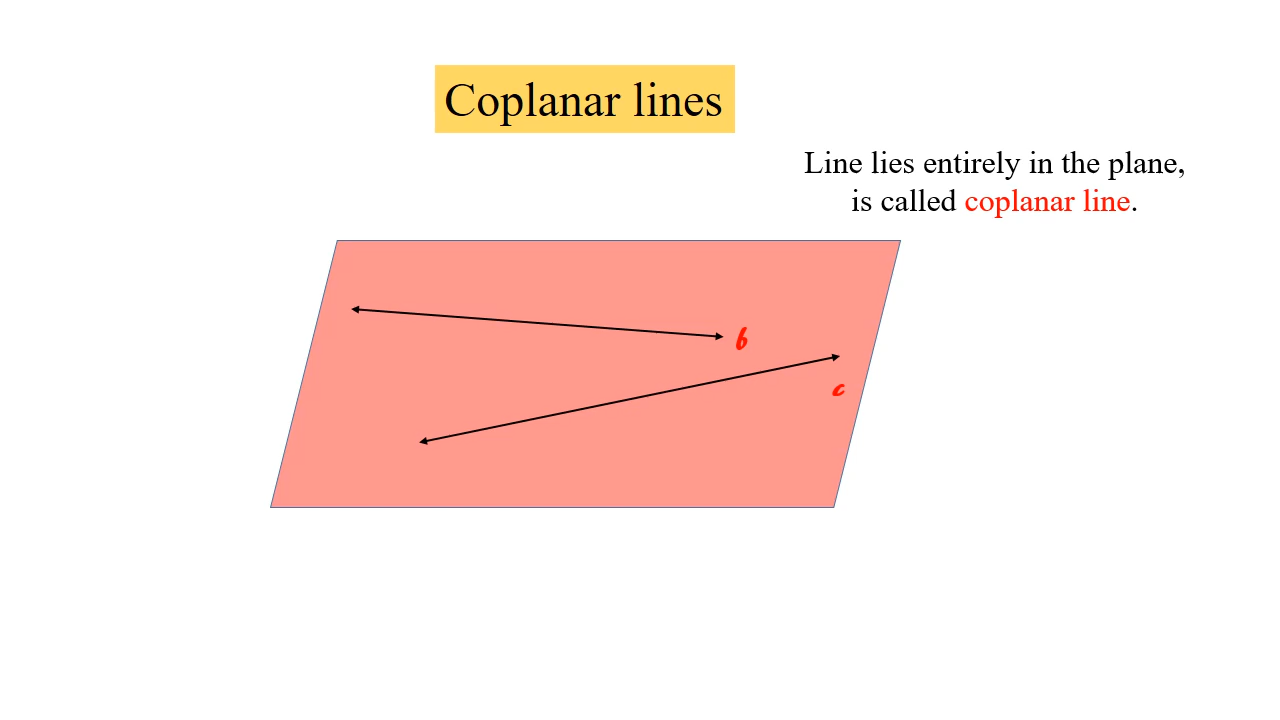 Coplanar lines
Line lies entirely in the plane,
is called coplanar line.
b
c